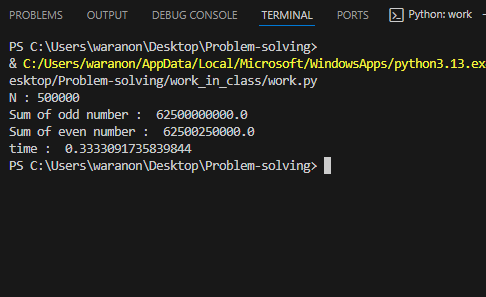 PROBLEMS OUTPUT DEBUG CONSOLE TERMINAL PORTS Python: work
PS C:\Users\waranon\Desktop\Problem-solving>
& C:/Users/waranon/AppData/Local/Microsoft/WindowsApps/python3.13.ex
esktop/Problem-solving/work_in_class/work.py
N : 500000
Sum of odd number :  62500000000.0
Sum of even number :  62500250000.0
time :  0.3333091735839844
PS C:\Users\waranon\Desktop\Problem-solving>